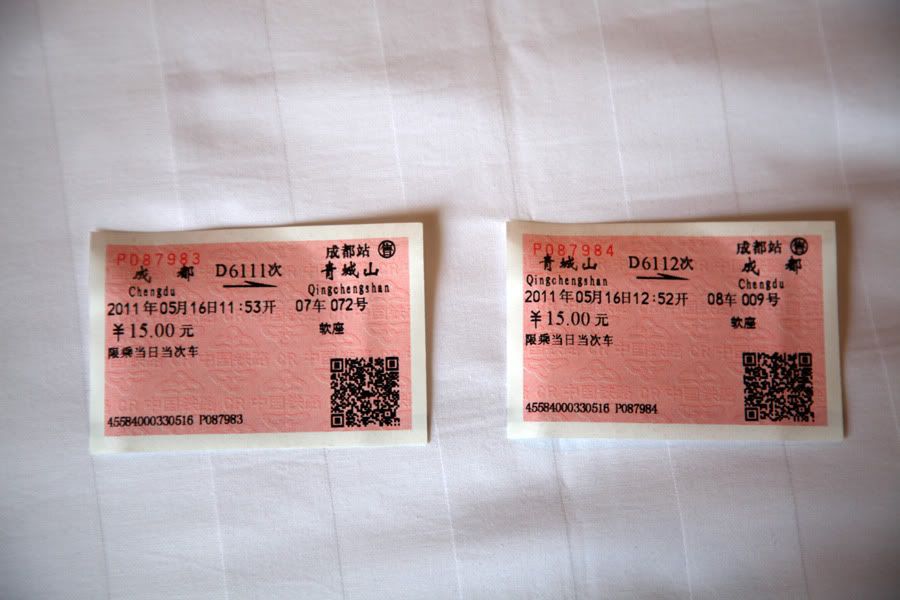 P087983 成都站 售
成都 D6111次 青城山
Chengdu Qingchengshan
2011年05月16日11:53开 07车 072号
¥15.00元 软座
限乘当日当次车
45584000330516 P087983
P087984 成都站 售
青城山 D6112次 成都
Qingchengshan Chengdu
2011年05月16日12:52开 08车 009号
¥15.00元 软座
限乘当日当次车
45584000330516 P087984